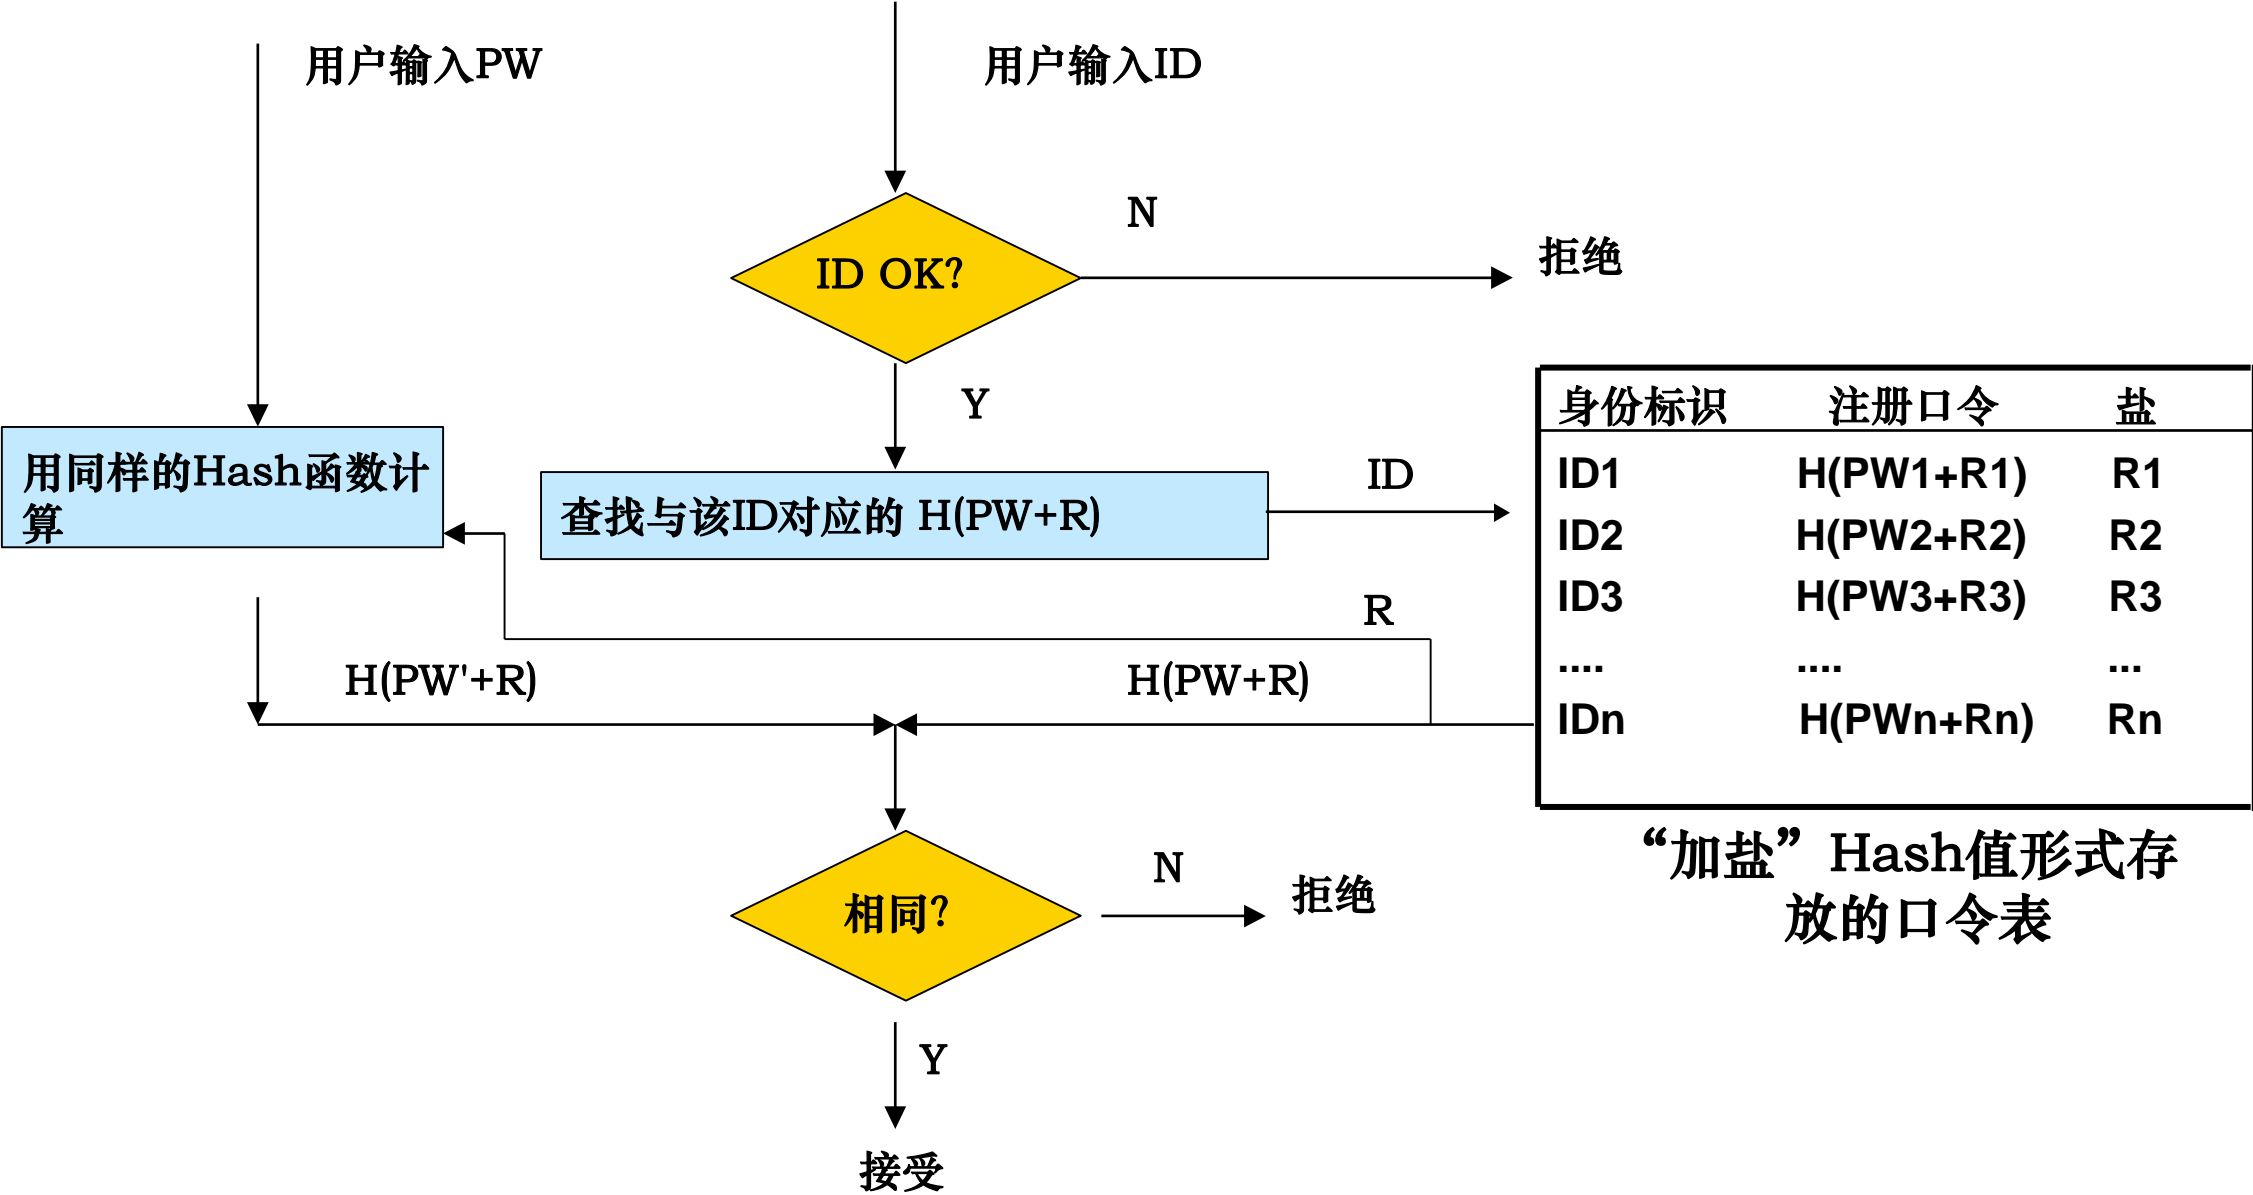 用户输入PW
用户输入ID
N
ID OK?
拒绝
Y
身份标识 注册口令 盐
ID1 H(PW1+R1) R1
ID2 H(PW2+R2) R2
ID3 H(PW3+R3) R3
.... .... ...
IDn H(PWn+Rn) Rn
用同样的Hash函数计
算
查找与该ID对应的 H(PW+R)
ID
R
H(PW'+R)
H(PW+R)
“加盐”Hash值形式存
放的口令表
相同?
N
拒绝
Y
接受